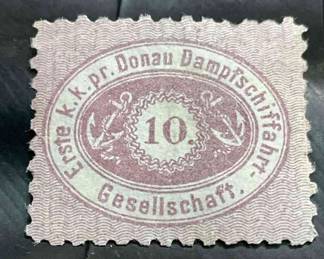 Erste k.k.pr. Donau Dampfschiffahrt-
Gesellschaft.
10.